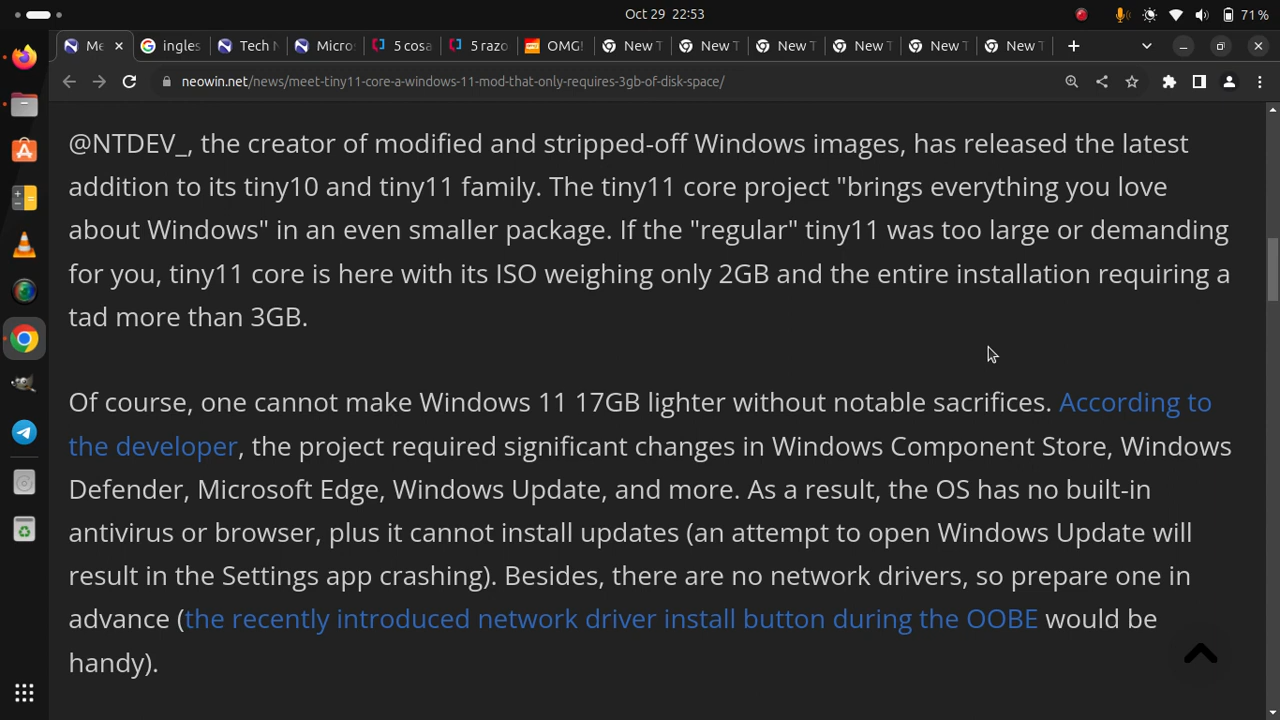 Oct 29 22:53
71%
Me
ingles
Tech N
Micros
5 cosa
5 razo
OMG!
New T
New T
New T
New T
New T
New T
neowin.net/news/meet-tiny11-core-a-windows-11-mod-that-only-requires-3gb-of-disk-space/
@NTDEV_, the creator of modified and stripped-off Windows images, has released the latest
addition to its tiny10 and tiny11 family. The tiny11 core project "brings everything you love
about Windows" in an even smaller package. If the "regular" tiny11 was too large or demanding
for you, tiny11 core is here with its ISO weighing only 2GB and the entire installation requiring a
tad more than 3GB.
Of course, one cannot make Windows 11 17GB lighter without notable sacrifices. According to
the developer, the project required significant changes in Windows Component Store, Windows
Defender, Microsoft Edge, Windows Update, and more. As a result, the OS has no built-in
antivirus or browser, plus it cannot install updates (an attempt to open Windows Update will
result in the Settings app crashing). Besides, there are no network drivers, so prepare one in
advance (the recently introduced network driver install button during the OOBE would be
handy).